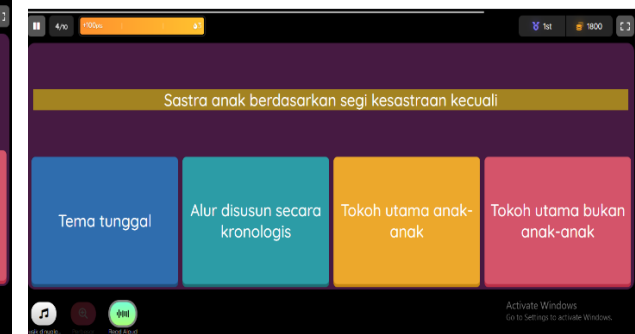 4/10
+100pts
1st
1800
Sastra anak berdasarkan segi kesastraan kecuali
Tema tunggal
Alur disusun secara
kronologis
Tokoh utama anak-
anak
Tokoh utama bukan
anak-anak
Read Aloud
Activate Windows
Go to Settings to activate Windows.